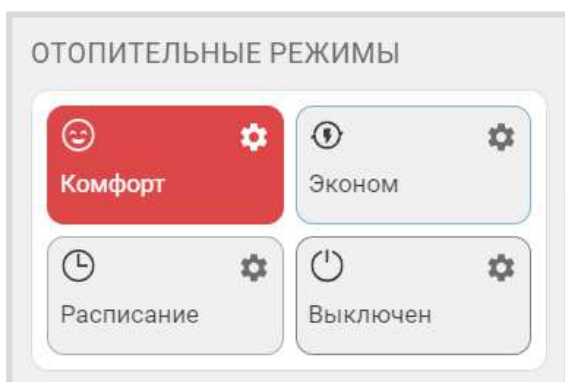 ОТОПИТЕЛЬНЫЕ РЕЖИМЫ
Комфорт
Эконом
Расписание
Выключен